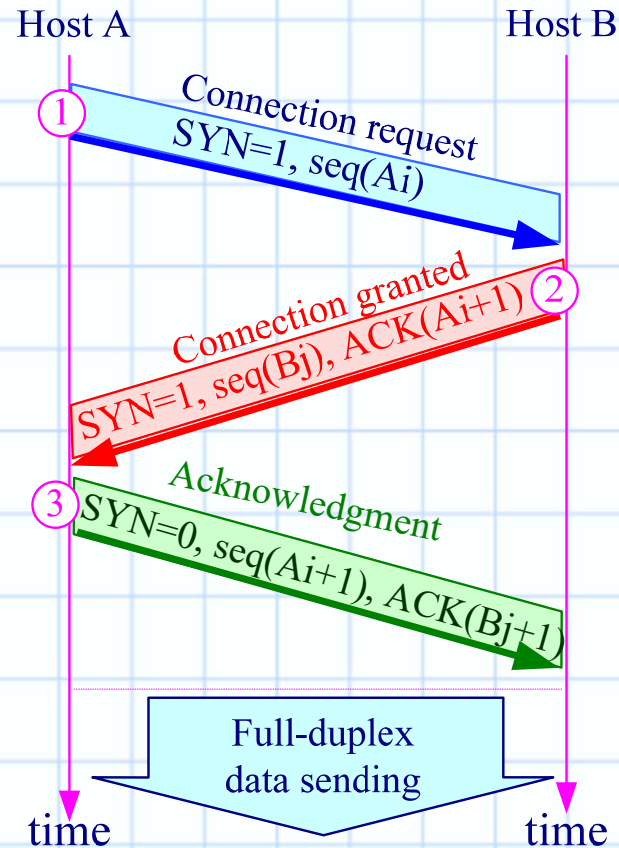 Host A
Host B
1
Connection request
SYN=1, seq(Ai)
2
Connection granted
SYN=1, seq(Bj), ACK(Ai+1)
3
Acknowledgment
SYN=0, seq(Ai+1), ACK(Bj+1)
Full-duplex
data sending
time
time